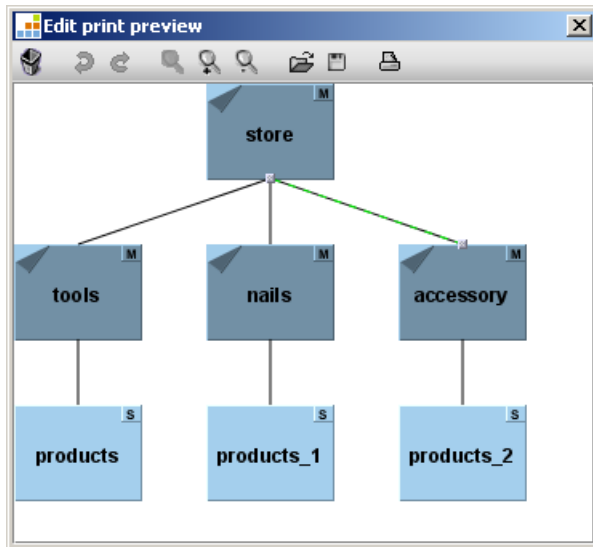 Edit print preview
M
store
M
M
M
tools
nails
accessory
S
S
S
products
products_1
products_2